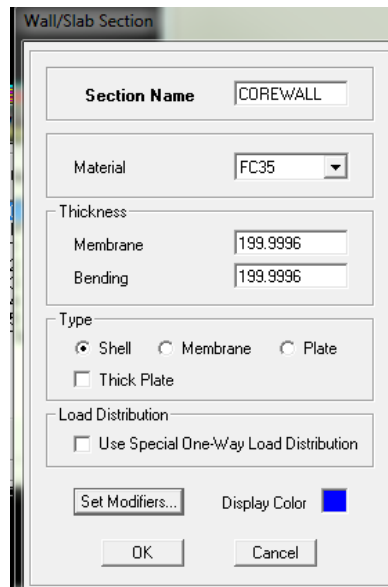 Wall/Slab Section
Section Name COREWALL
Material FC35
Thickness
Membrane 199.9996
Bending 199.9996
Type
Shell Membrane Plate
Thick Plate
Load Distribution
Use Special One-Way Load Distribution
Set Modifiers... Display Color
OK Cancel